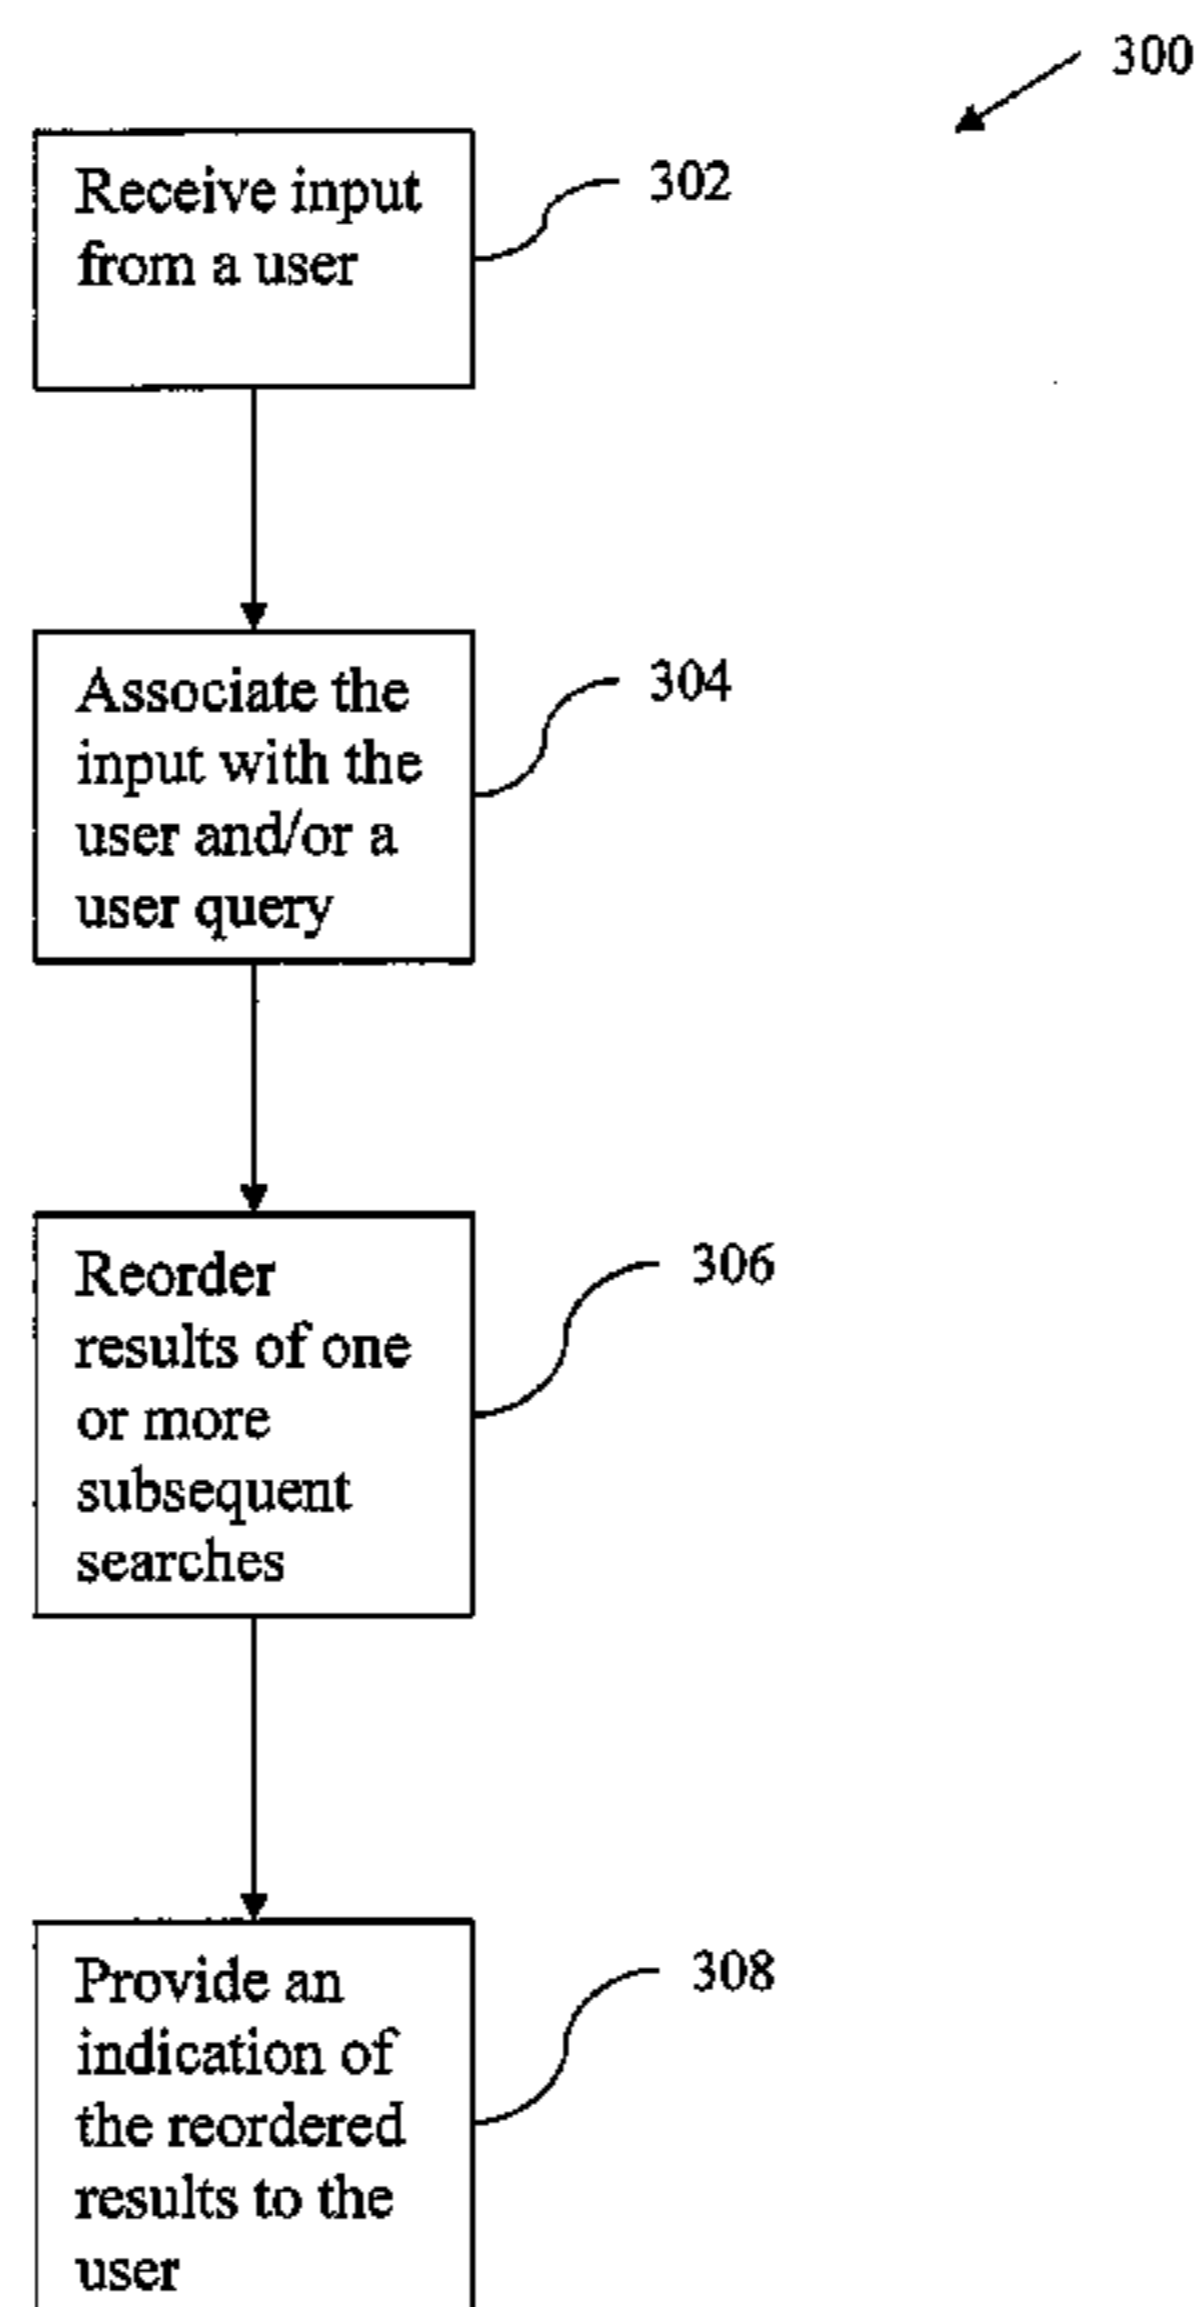 300
Receive input
from a user
302
Associate the
input with the
user and/or a
user query
304
Reorder
results of one
or more
subsequent
searches
306
Provide an
indication of
the reordered
results to the
user
308